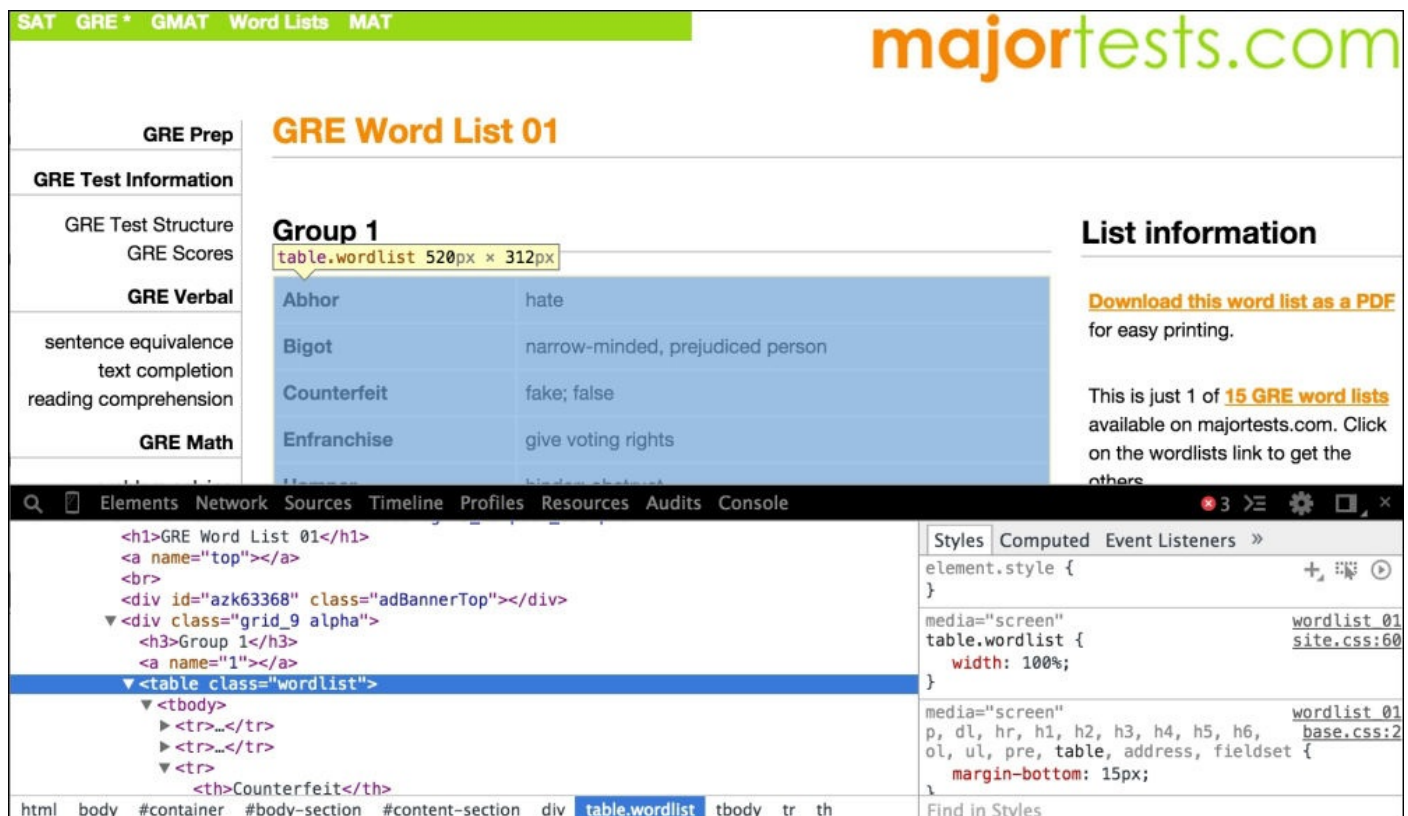 SAT GRE * GMAT Word Lists MAT
majortests.com
GRE Prep
GRE Test Information
GRE Test Structure
GRE Scores
GRE Verbal
sentence equivalence
text completion
reading comprehension
GRE Math
GRE Word List 01
Group 1
table.wordlist 520px × 312px
Abhor hate
Bigot narrow-minded, prejudiced person
Counterfeit fake; false
Enfranchise give voting rights
Hamper hinder; obstruct
List information
Download this word list as a PDF
for easy printing.
This is just 1 of 15 GRE word lists
available on majortests.com. Click
on the wordlists link to get the
others
Elements Network Sources Timeline Profiles Resources Audits Console
3
<h1>GRE Word List 01</h1>
<a name="top"></a>
<br>
<div id="azk63368" class="adBannerTop"></div>
▼<div class="grid_9 alpha">
<h3>Group 1</h3>
<a name="1"></a>
▼<table class="wordlist">
▼<tbody>
▶<tr>…</tr>
▶<tr>…</tr>
▼<tr>
<th>Counterfeit</th>
html body #container #body-section #content-section div table.wordlist tbody tr th
Styles Computed Event Listeners »
element.style {
}
media="screen" wordlist_01
table.wordlist { site.css:60
width: 100%;
}
media="screen" wordlist_01
p, dl, hr, h1, h2, h3, h4, h5, h6, base.css:2
ol, ul, pre, table, address, fieldset {
margin-bottom: 15px;
}
Find in Styles